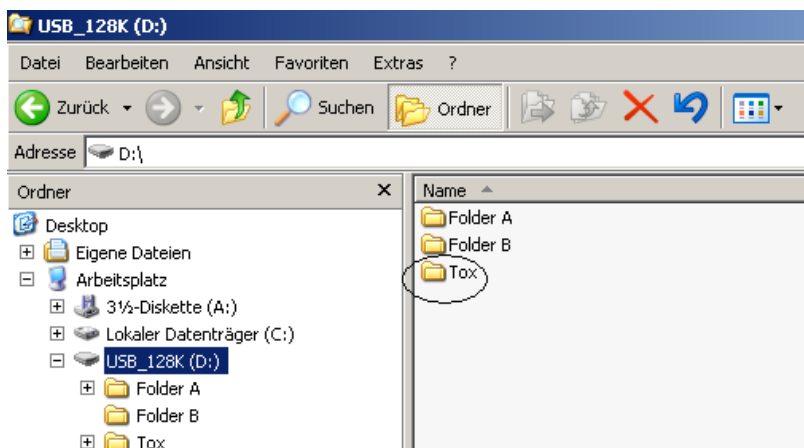 USB_128K (D:)
Datei Bearbeiten Ansicht Favoriten Extras ?
Zurück Suchen Ordner
Adresse D:\
Ordner
Name
Desktop
Eigene Dateien
Arbeitsplatz
3½-Diskette (A:)
Lokaler Datenträger (C:)
USB_128K (D:)
Folder A
Folder B
Tox
Folder A
Folder B
Tox